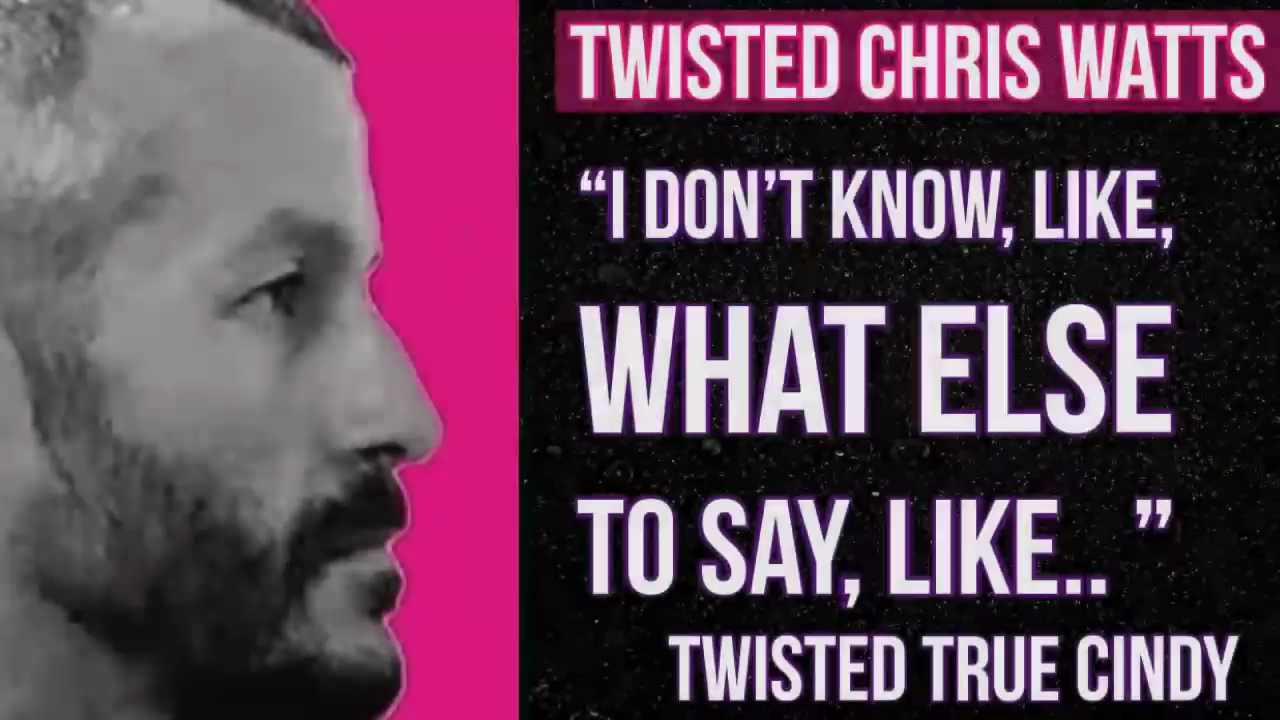 TWISTED CHRIS WATTS
“I DON’T KNOW, LIKE,
WHAT ELSE
TO SAY, LIKE.. ”
TWISTED TRUE CINDY